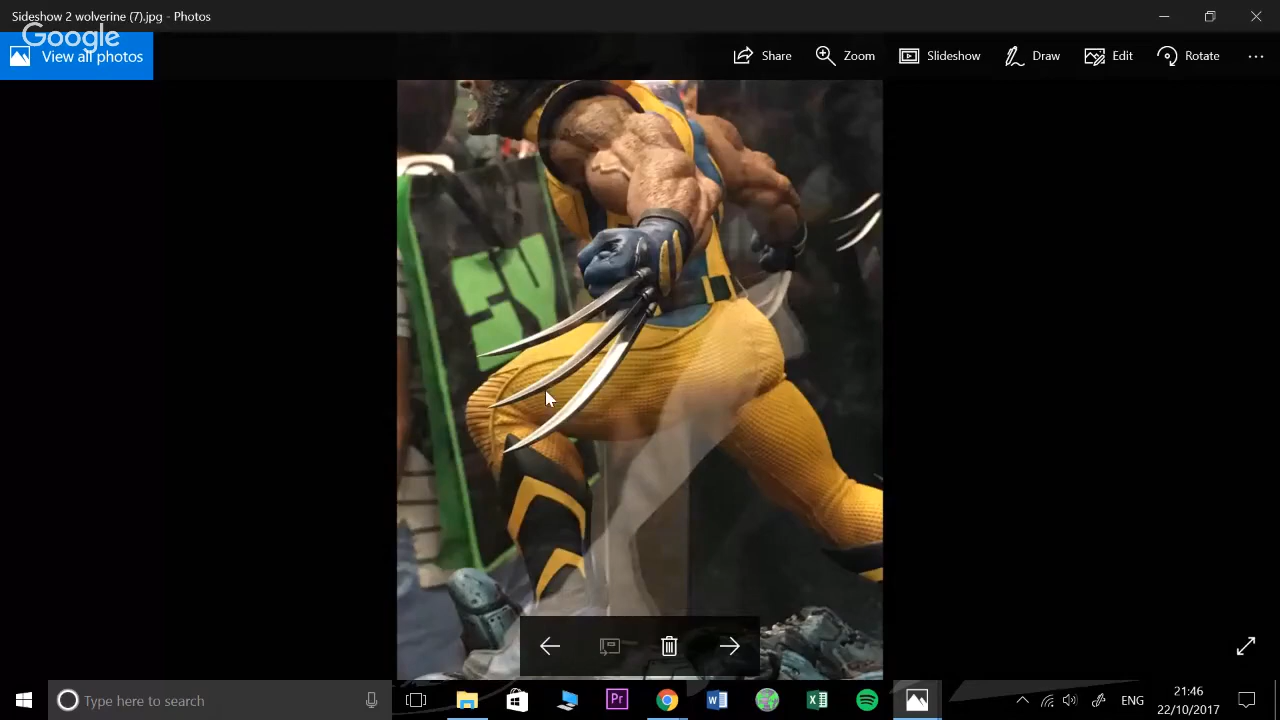 Sideshow 2 wolverine (7).jpg - Photos
Google
View all photos
Share
Zoom
Slideshow
Draw
Edit
Rotate
Type here to search
Pr
ENG
21:46
22/10/2017